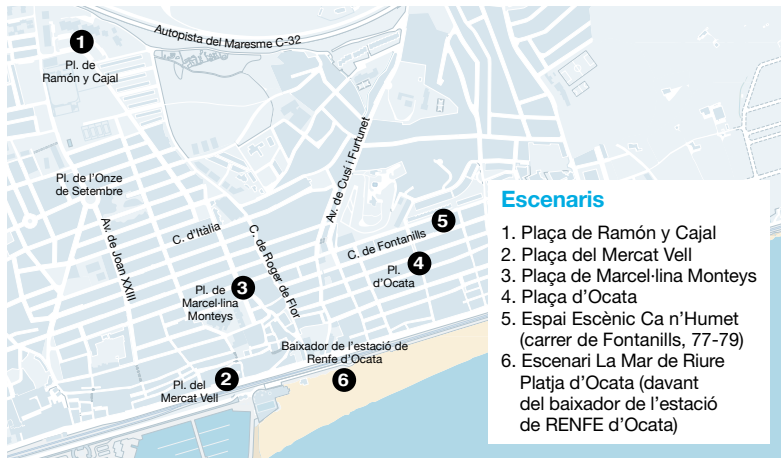 Autopista del Maresme C-32
1
Pl. de
Ramón y Cajal
Pl. de l'Onze
de Setembre
Av. de Joan XXIII
C. d'Itàlia
C. de Roger de Flor
Av. de Cusí i Furtunet
5
C. de Fontanills
4
Pl.
d'Ocata
3
Pl. de
Marcel·lina
Monteys
Baixador de l'estació de
Renfe d'Ocata
6
2
Pl. del
Mercat Vell
Escenaris
1. Plaça de Ramón y Cajal
2. Plaça del Mercat Vell
3. Plaça de Marcel·lina Monteys
4. Plaça d'Ocata
5. Espai Escènic Ca n'Humet
(carrer de Fontanills, 77-79)
6. Escenari La Mar de Riure
Platja d'Ocata (davant
del baixador de l'estació
de RENFE d'Ocata)